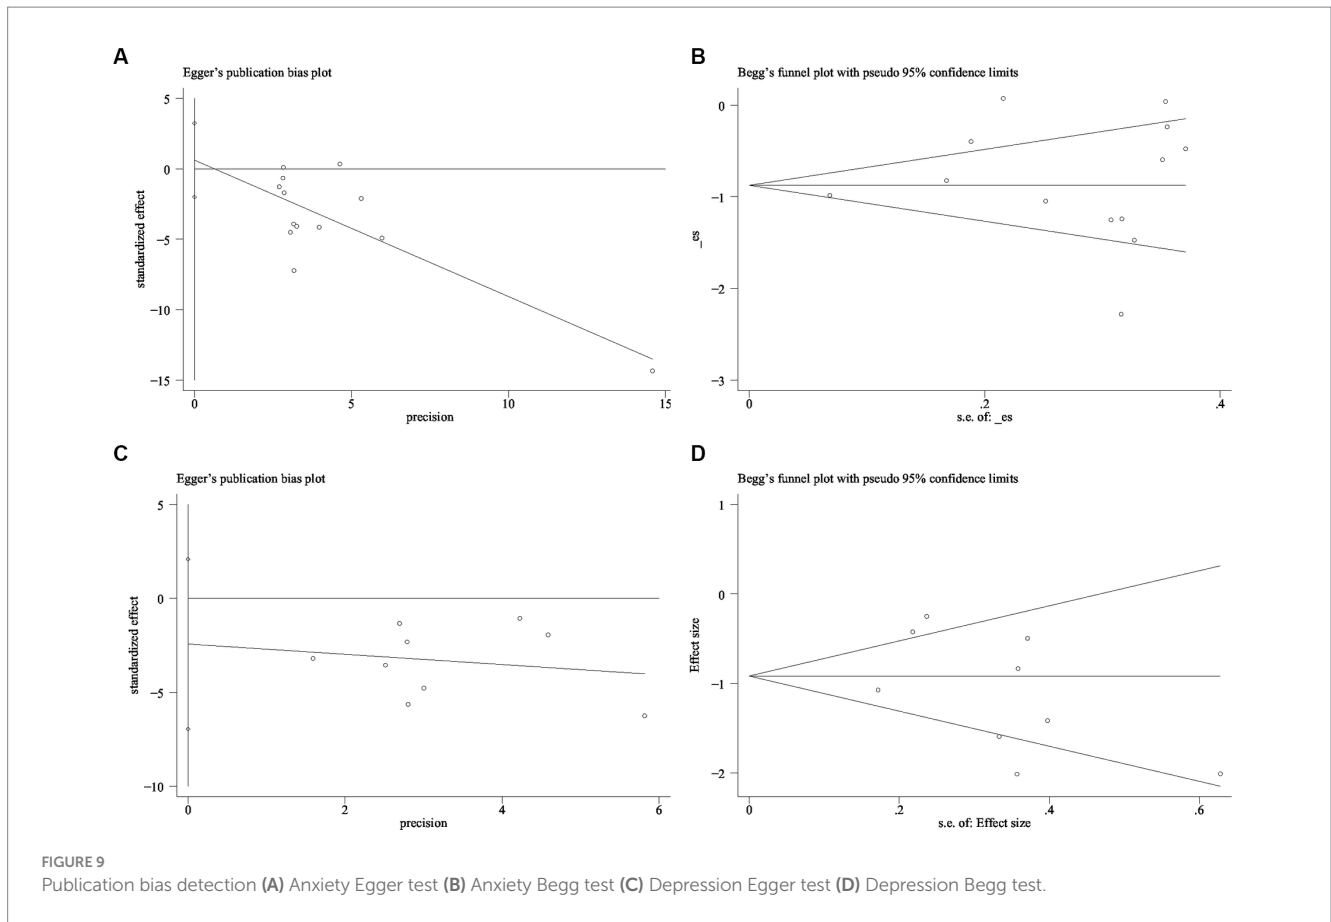 A
Egger's publication bias plot
5
0
−5
−10
−15
standardized effect
0
5
10
15
precision
B
Begg's funnel plot with pseudo 95% confidence limits
0
−1
−2
−3
_es
0
.2
.4
s.e. of: _es
C
Egger's publication bias plot
5
0
−5
−10
standardized effect
0
2
4
6
precision
D
Begg's funnel plot with pseudo 95% confidence limits
1
0
−1
−2
Effect size
0
.2
.4
.6
s.e. of: Effect size
FIGURE 9
Publication bias detection (A) Anxiety Egger test (B) Anxiety Begg test (C) Depression Egger test (D) Depression Begg test.